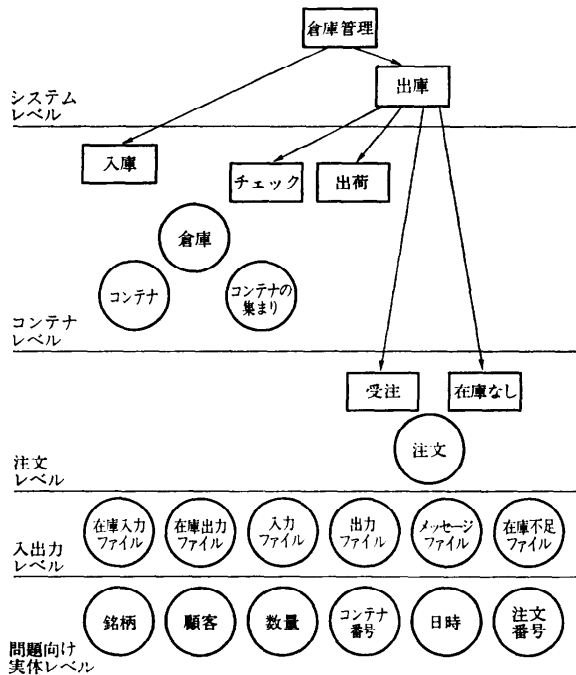 倉庫管理
出庫
システム
レベル
入庫
チェック
出荷
倉庫
コンテナ
コンテナの
集まり
コンテナ
レベル
受注
在庫なし
注文
注文
レベル
在庫入力
ファイル
在庫出力
ファイル
入力
ファイル
出力
ファイル
メッセージ
ファイル
在庫不足
ファイル
入出力
レベル
銘柄
顧客
数量
コンテナ
番号
日時
注文
番号
問題向け
実体レベル